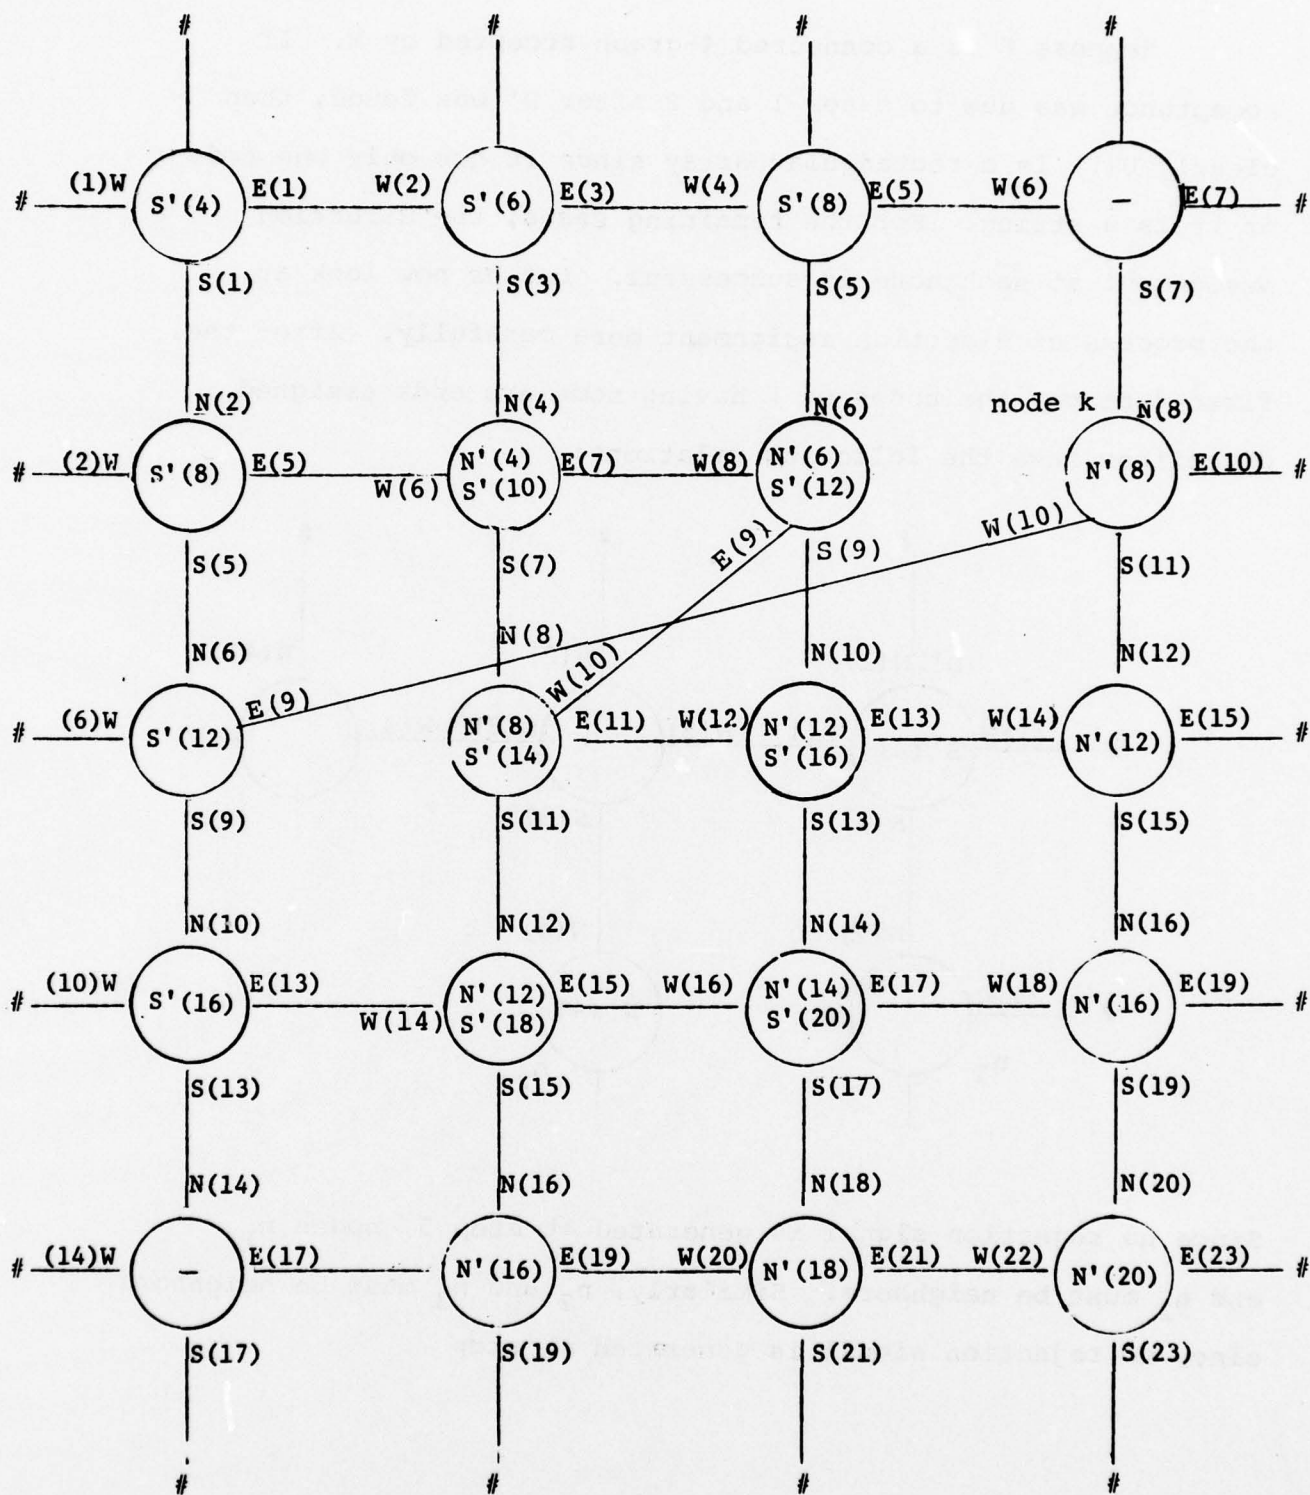 # # # #
# (1)W S'(4) E(1) W(2) S'(6) E(3) W(4) S'(8) E(5) W(6) – E(7) #
S(1) S(3) S(5) S(7)
N(2) N(4) N(6) node k N(8)
# (2)W S'(8) E(5) W(6) N'(4) E(7) W(8) N'(6) N'(8) E(10) #
S'(10) S'(12)
E(9) W(10)
S(5) S(7) S(9) S(11)
N(6) N(8) N(10) N(12)
E(9) W(10)
# (6)W S'(12) N'(8) E(11) W(12) N'(12) E(13) W(14) N'(12) E(15) #
S'(14) S'(16)
S(9) S(11) S(13) S(15)
N(10) N(12) N(14) N(16)
# (10)W S'(16) E(13) W(14) N'(12) E(15) W(16) N'(14) E(17) W(18) N'(16) E(19) #
S'(18) S'(20)
S(13) S(15) S(17) S(19)
N(14) N(16) N(18) N(20)
# (14)W – E(17) N'(16) E(19) W(20) N'(18) E(21) W(22) N'(20) E(23) #
S(17) S(19) S(21) S(23)
# # # #